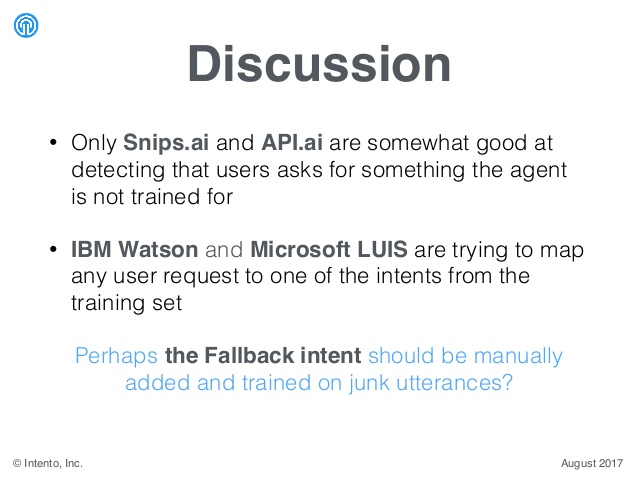 Discussion
• Only Snips.ai and API.ai are somewhat good at
detecting that users asks for something the agent
is not trained for
• IBM Watson and Microsoft LUIS are trying to map
any user request to one of the intents from the
training set
Perhaps the Fallback intent should be manually
added and trained on junk utterances?
© Intento, Inc.
August 2017